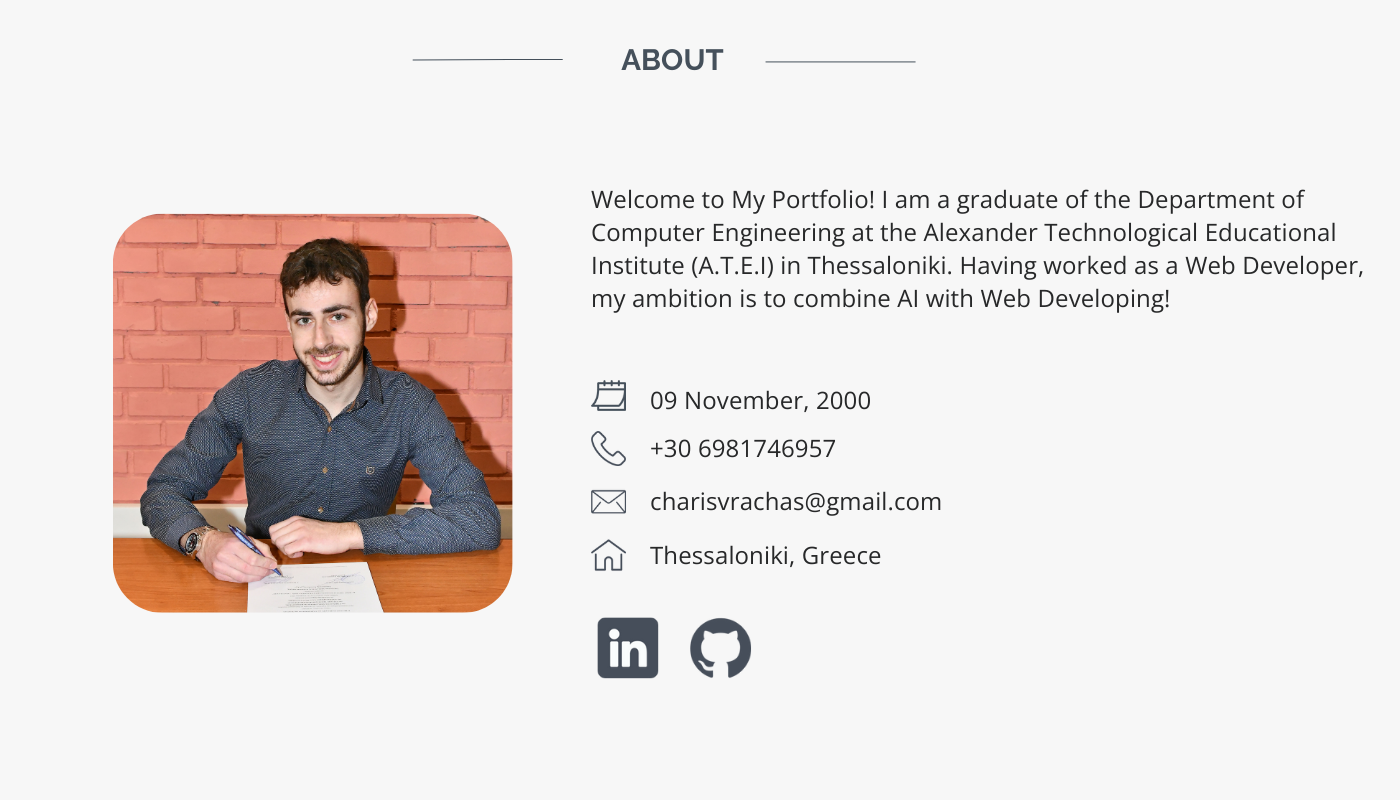 ABOUT
Welcome to My Portfolio! I am a graduate of the Department of
Computer Engineering at the Alexander Technological Educational
Institute (A.T.E.I) in Thessaloniki. Having worked as a Web Developer,
my ambition is to combine AI with Web Developing!
09 November, 2000
+30 6981746957
charisvrachas@gmail.com
Thessaloniki, Greece
in